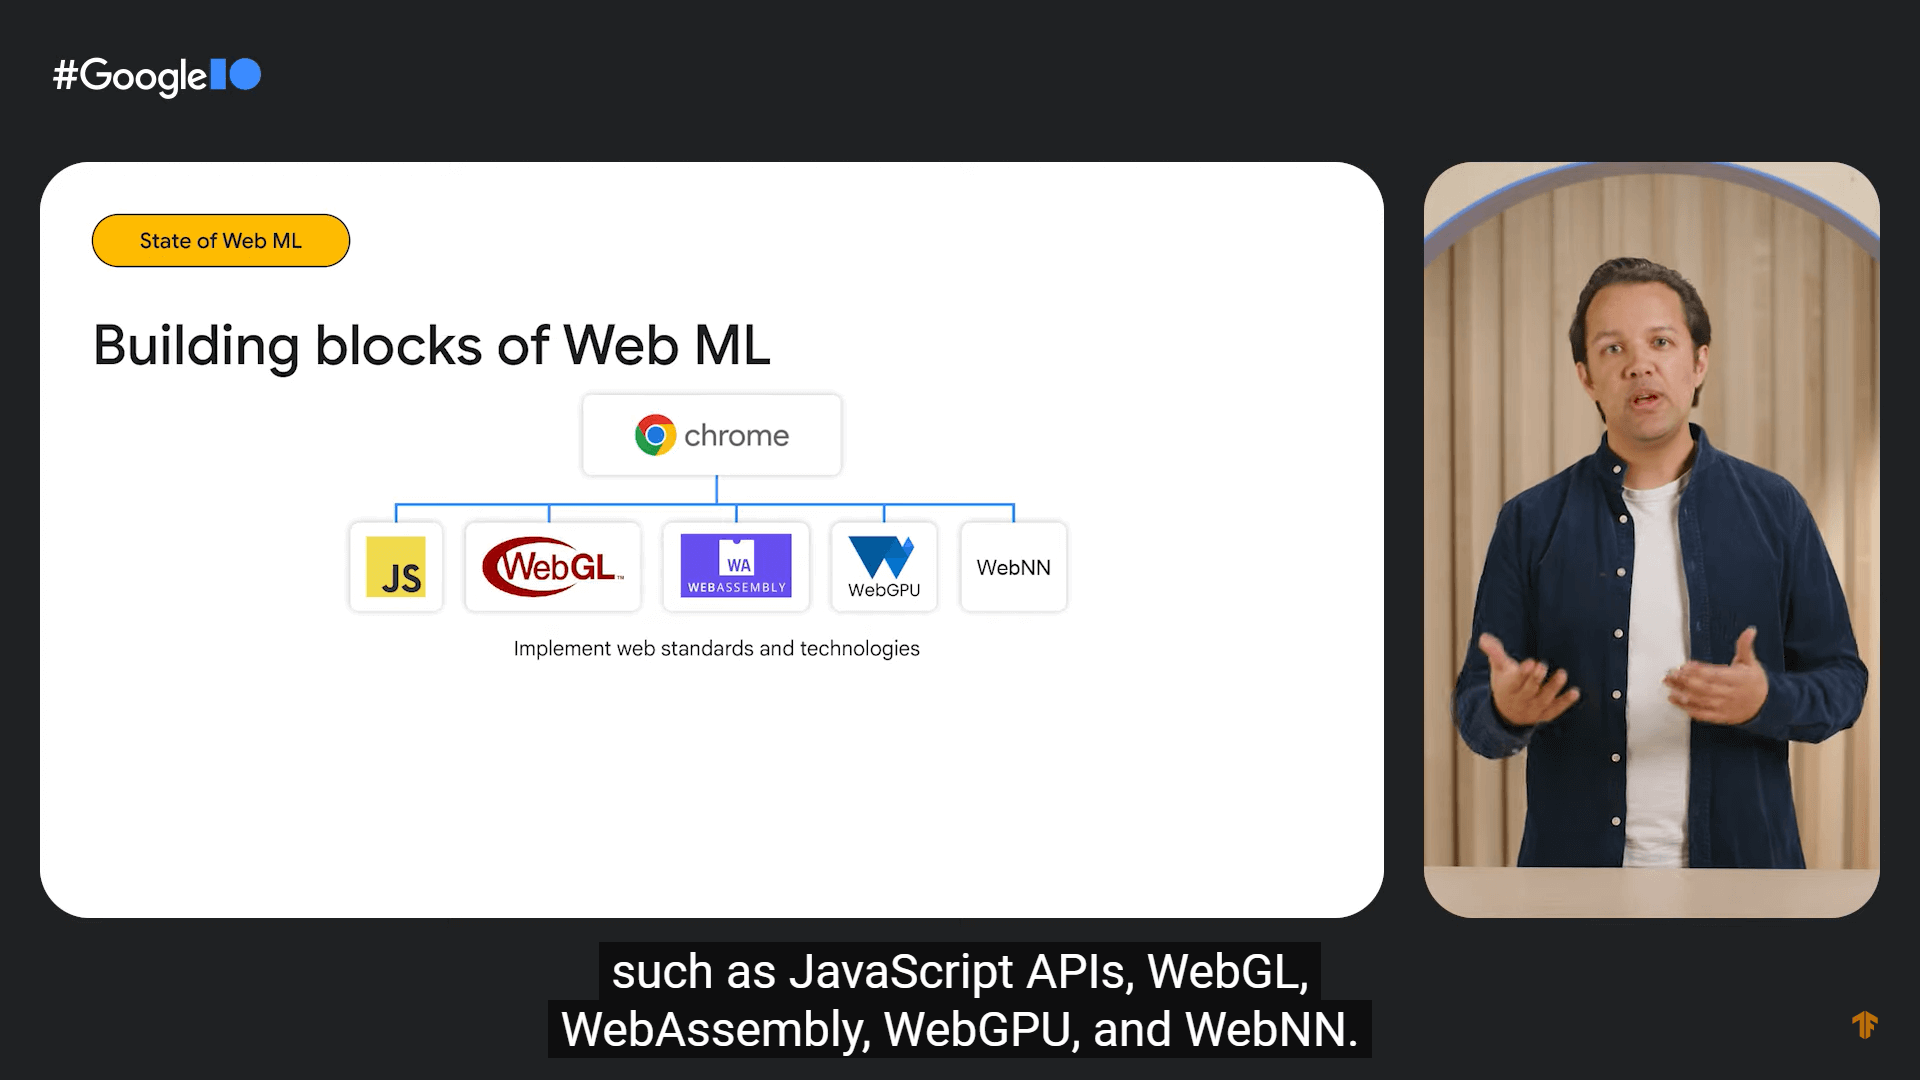 #GoogleIO
State of Web ML
Building blocks of Web ML
chrome
JS
WebGL™
WA
WEBASSEMBLY
WebGPU
WebNN
Implement web standards and technologies
such as JavaScript APIs, WebGL,
WebAssembly, WebGPU, and WebNN.